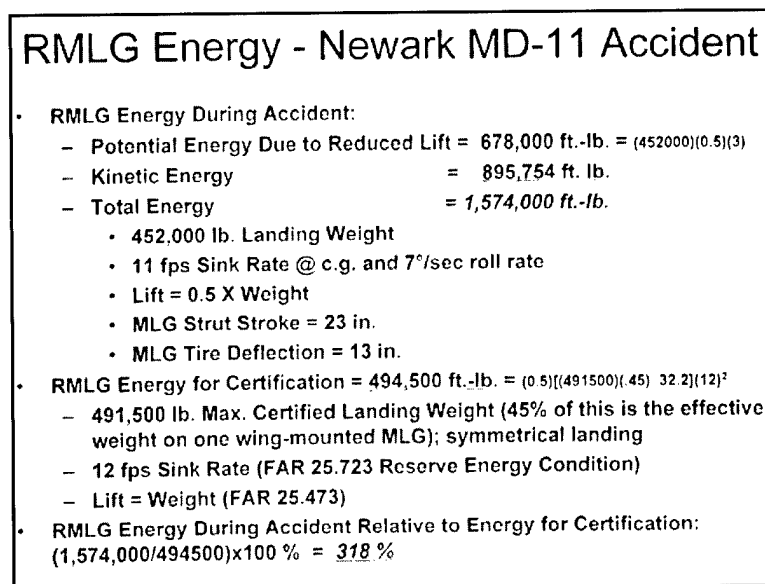 RMLG Energy - Newark MD-11 Accident
• RMLG Energy During Accident:
– Potential Energy Due to Reduced Lift = 678,000 ft.-lb. = (452000)(0.5)(3)
– Kinetic Energy = 895,754 ft. lb.
– Total Energy = 1,574,000 ft.-lb.
• 452,000 lb. Landing Weight
• 11 fps Sink Rate @ c.g. and 7°/sec roll rate
• Lift = 0.5 X Weight
• MLG Strut Stroke = 23 in.
• MLG Tire Deflection = 13 in.
• RMLG Energy for Certification = 494,500 ft.-lb. = (0.5)[(491500)(.45) 32.2](12)²
– 491,500 lb. Max. Certified Landing Weight (45% of this is the effective
weight on one wing-mounted MLG); symmetrical landing
– 12 fps Sink Rate (FAR 25.723 Reserve Energy Condition)
– Lift = Weight (FAR 25.473)
• RMLG Energy During Accident Relative to Energy for Certification:
(1,574,000/494500)x100 % = 318 %